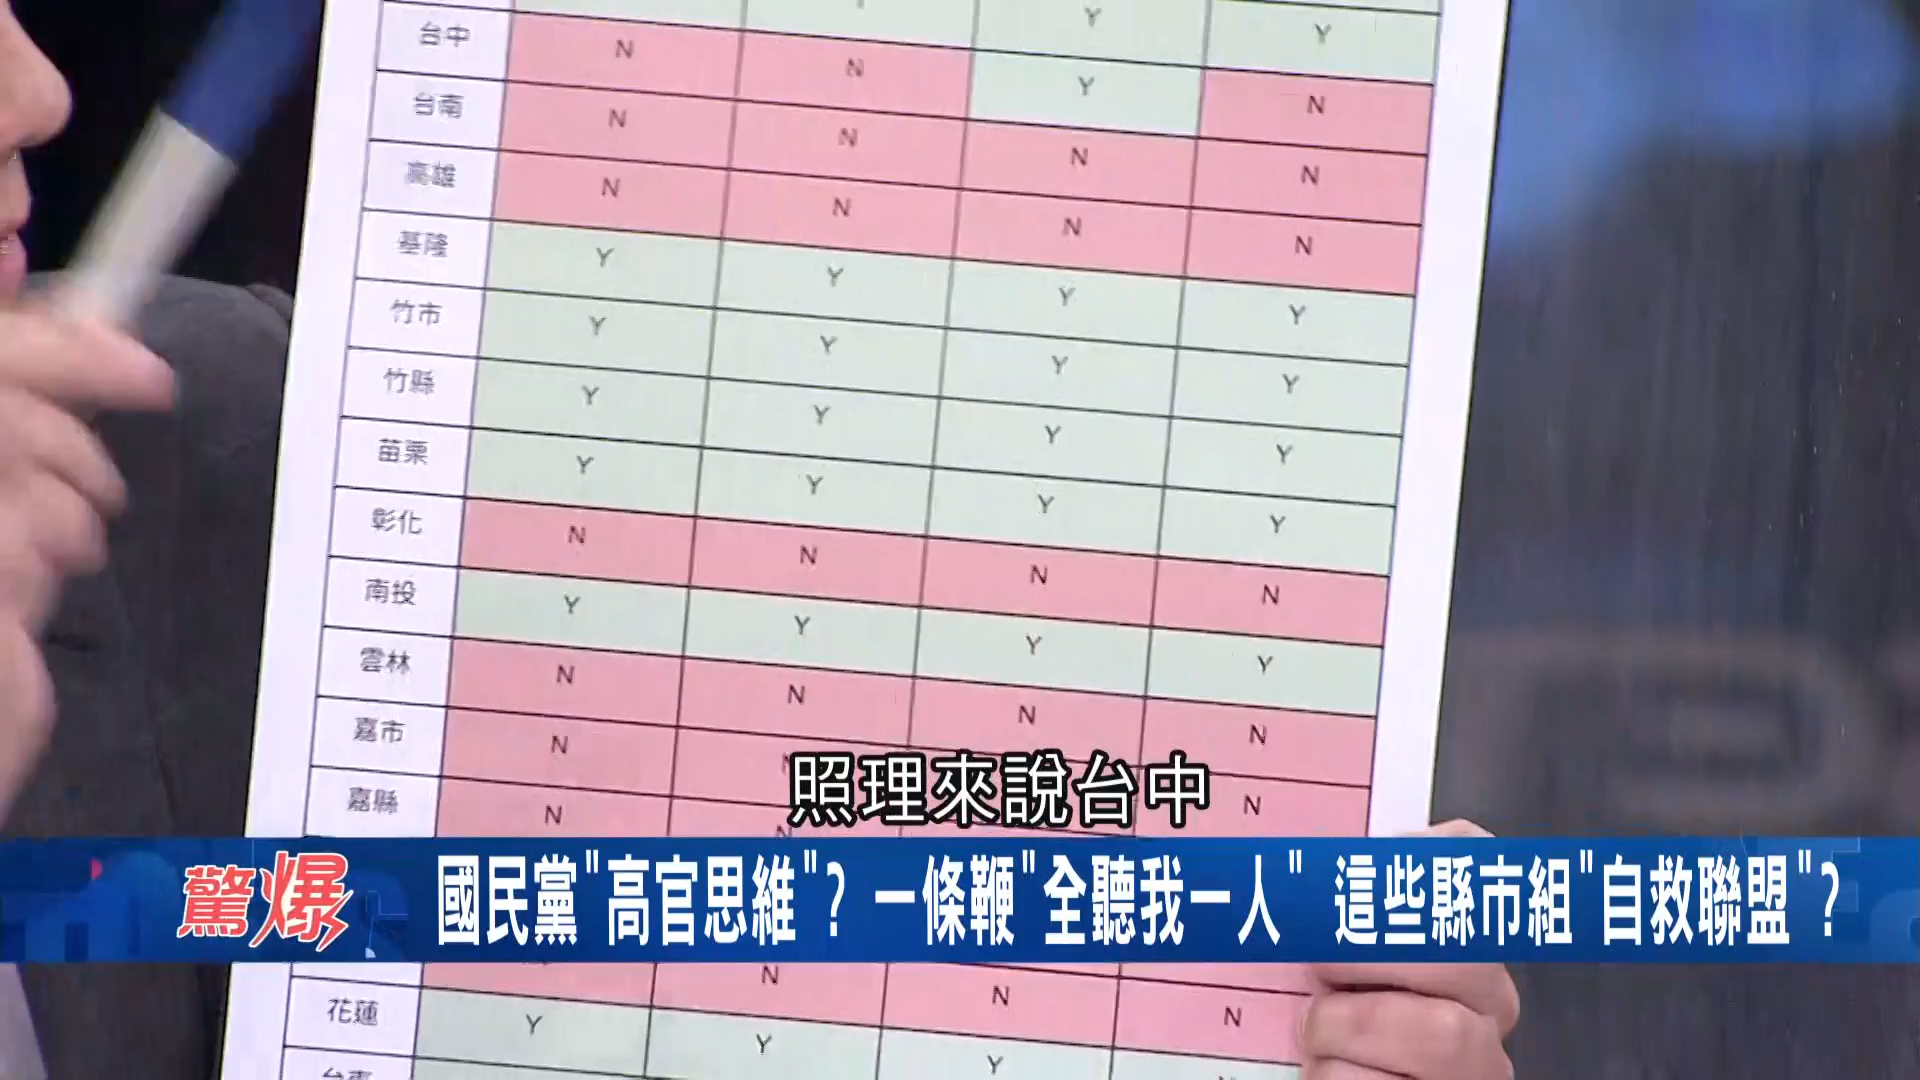 Y Y
台中 N N Y N
台南 N N N N
高雄 N N N N
基隆 Y Y Y Y
竹市 Y Y Y Y
竹縣 Y Y Y Y
苗栗 Y Y Y Y
彰化 N N N N
南投 Y Y Y Y
雲林 N N N N
嘉市 N
嘉縣 N N
照理來說台中
驚爆 國民黨"高官思維"? 一條鞭"全聽我一人" 這些縣市組"自救聯盟"?
N N N
花蓮 Y Y Y